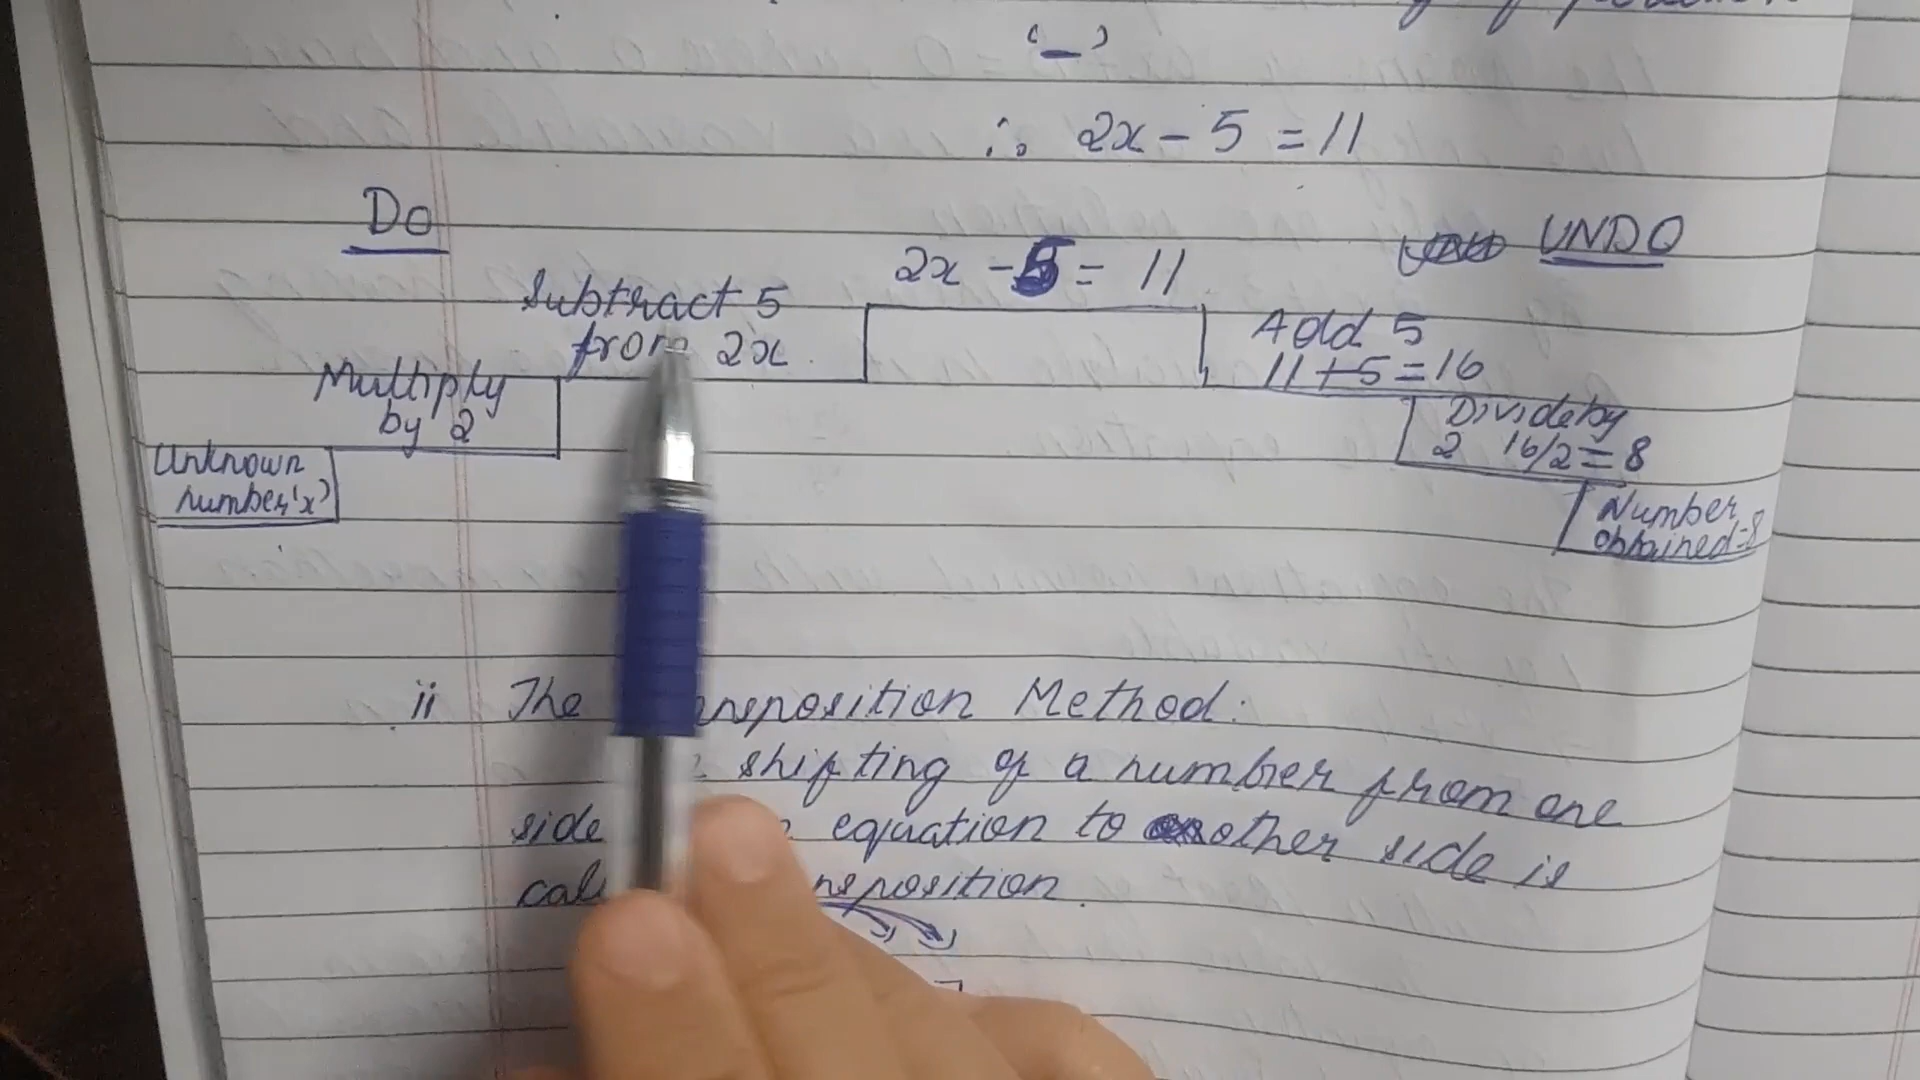 ‘–’
∴ 2x - 5 = 11
Do
UNDO
2x - 5 = 11
Subtract 5
from 2x
Multiply
by 2
Unknown
number 'x'
Add 5
11+5=16
Divide by
2 16/2=8
Number
obtained=8
ii The Method:
shifting of a number from one
side equation to other side is